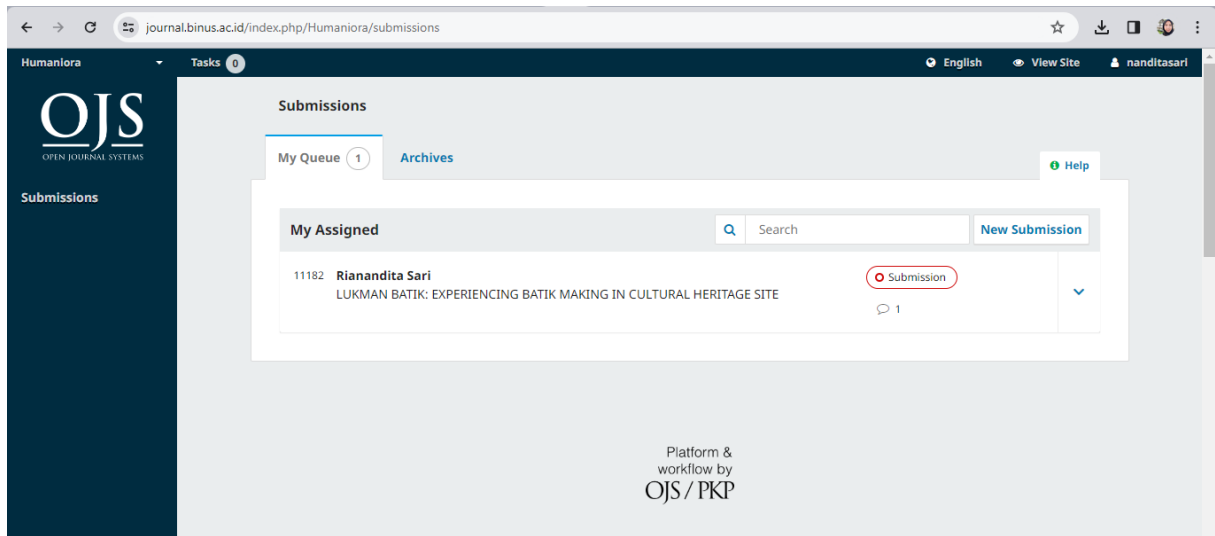 journal.binus.ac.id/index.php/Humaniora/submissions
Humaniora Tasks 0 English View Site nanditasari
OJS
OPEN JOURNAL SYSTEMS
Submissions
Submissions
My Queue 1 Archives
Help
My Assigned Search New Submission
11182 Rianandita Sari Submission
LUKMAN BATIK: EXPERIENCING BATIK MAKING IN CULTURAL HERITAGE SITE
1
Platform &
workflow by
OJS / PKP